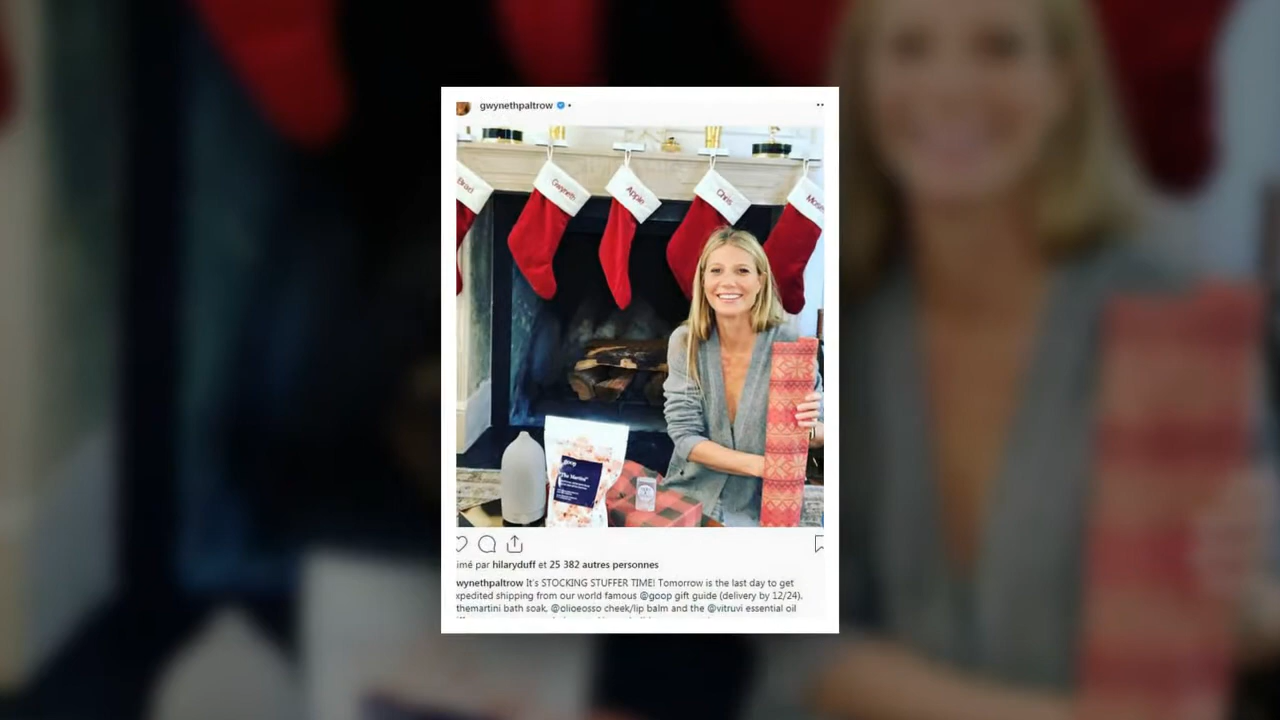 gwynethpaltrow
Brad
Gwyneth
Apple
Chris
goop
"The Martini"
imé par hilaryduff et 25 382 autres personnes
wynethpaltrow It's STOCKING STUFFER TIME! Tomorrow is the last day to get
xpedited shipping from our world famous @goop gift guide (delivery by 12/24).
themartini bath soak, @olioeosso cheek/lip balm and the @vitruvi essential oil